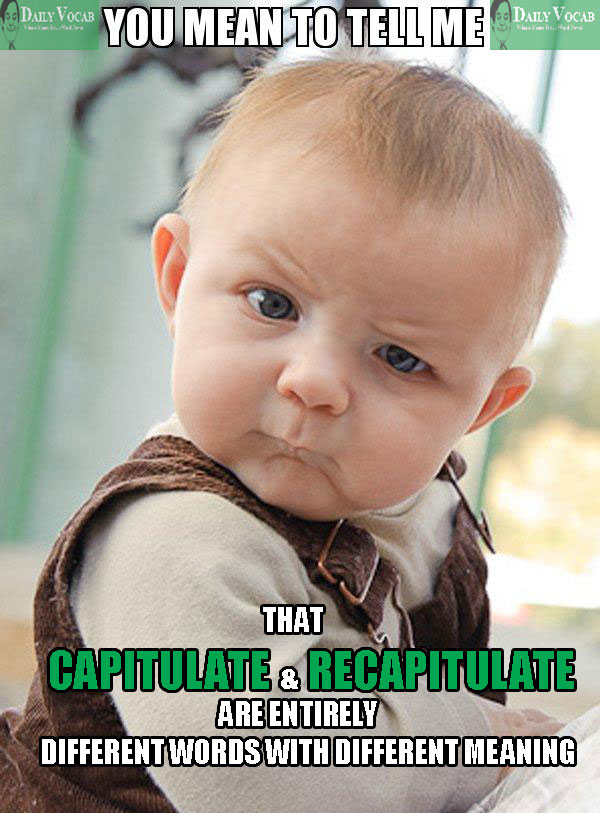 DAILY VOCAB
YOU MEAN TO TELL ME
DAILY VOCAB
THAT
CAPITULATE & RECAPITULATE
ARE ENTIRELY
DIFFERENT WORDS WITH DIFFERENT MEANING